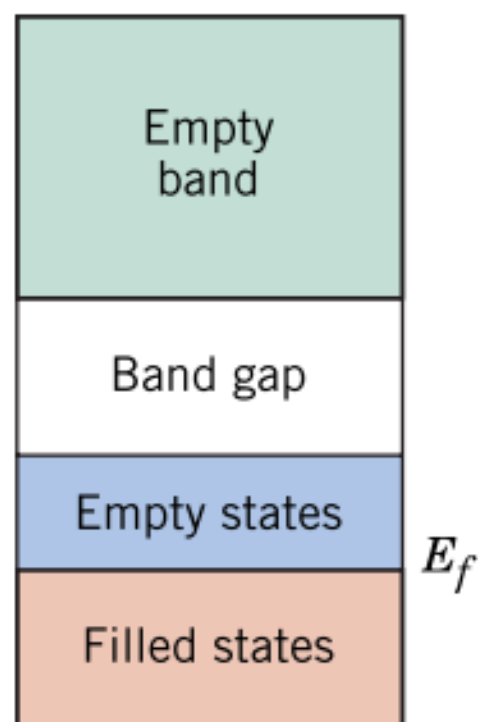 Empty
band
Band gap
Empty states
E_f
Filled states